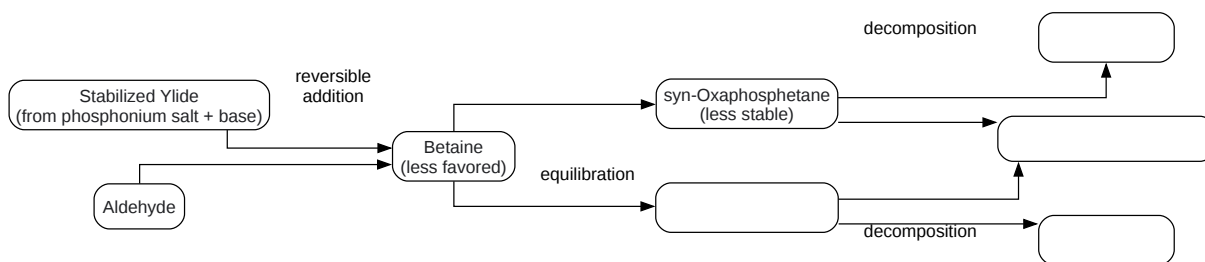 decomposition
reversible
addition
Stabilized Ylide
(from phosphonium salt + base)
syn-Oxaphosphetane
(less stable)
Betaine
(less favored)
equilibration
Aldehyde
decomposition